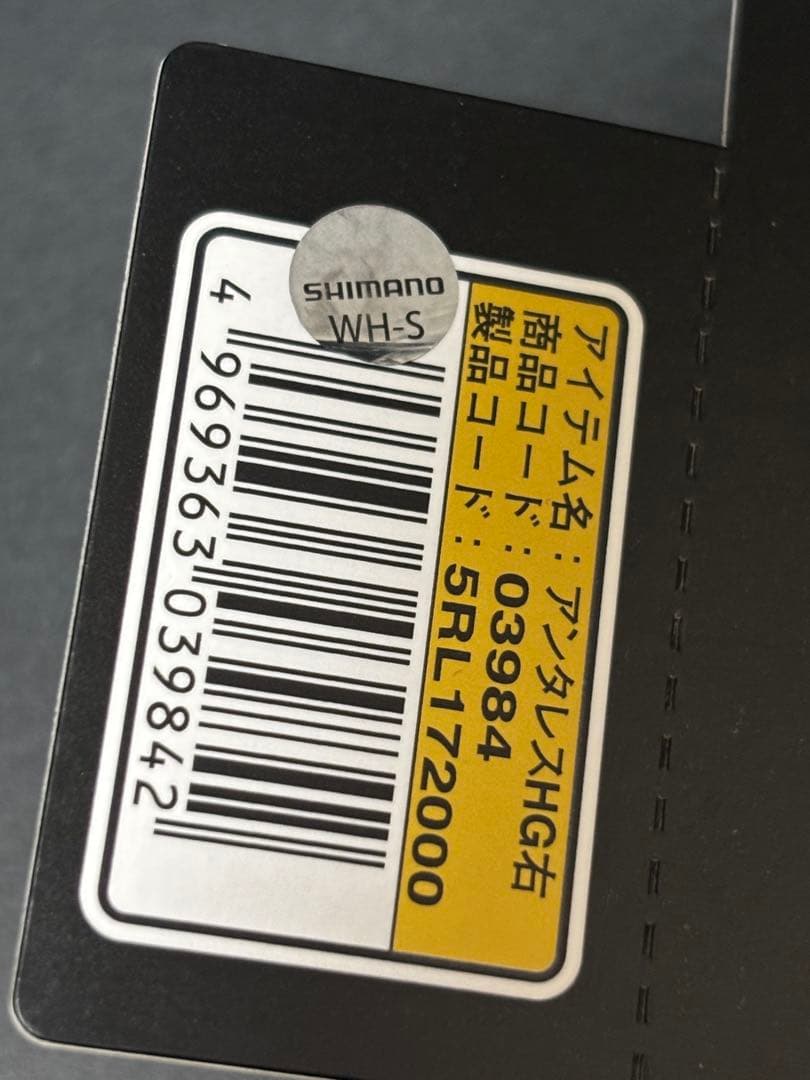 アイテム名：アンタレスHG右
商品コード：03984
製品コード：5RL172000
SHIMANO
WH-S
4 969363 039842